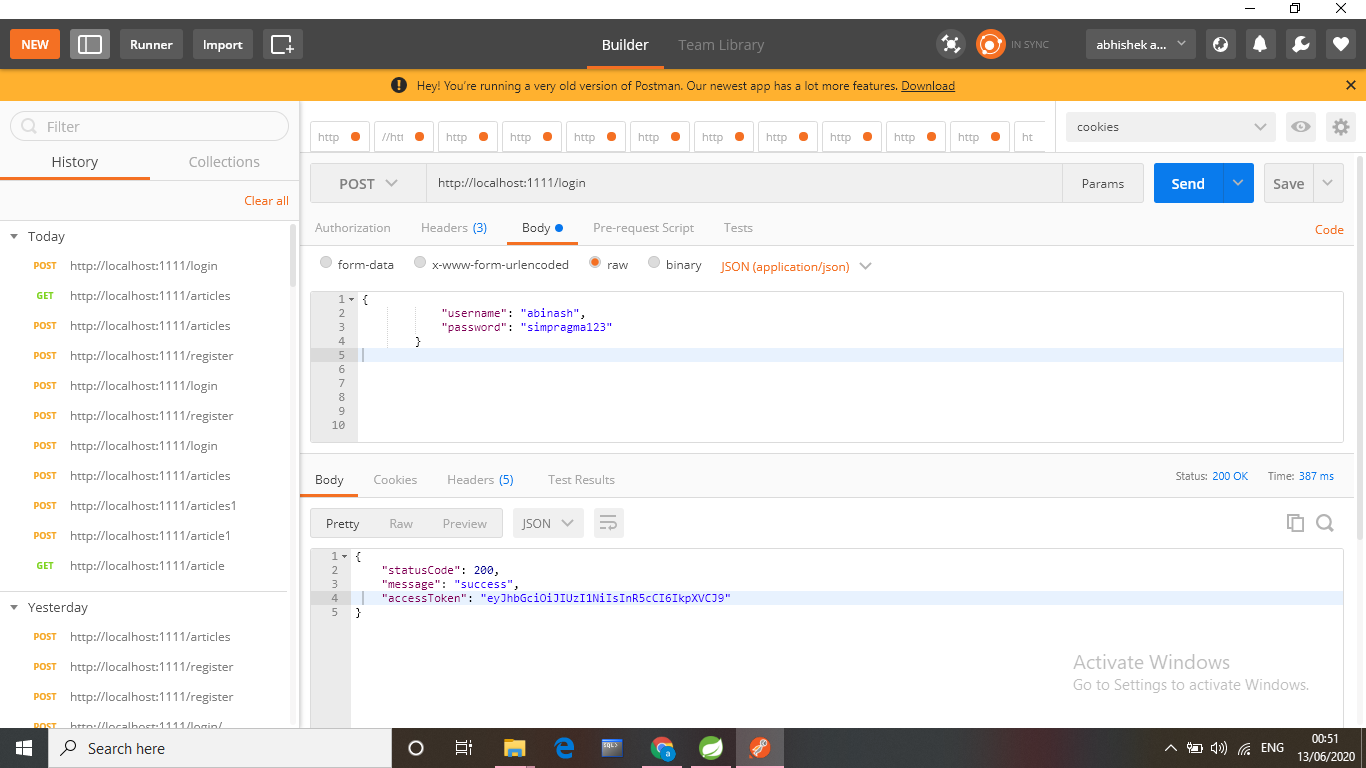 NEW
Runner
Import
Builder
Team Library
IN SYNC
abhishek a...
Hey! You're running a very old version of Postman. Our newest app has a lot more features. Download
Filter
History
Collections
Clear all
Today
POST http://localhost:1111/login
GET http://localhost:1111/articles
POST http://localhost:1111/articles
POST http://localhost:1111/register
POST http://localhost:1111/login
POST http://localhost:1111/register
POST http://localhost:1111/login
POST http://localhost:1111/articles
POST http://localhost:1111/articles1
POST http://localhost:1111/article1
GET http://localhost:1111/article
Yesterday
POST http://localhost:1111/articles
POST http://localhost:1111/register
POST http://localhost:1111/register
POST http://localhost:1111/login/
http //htt http http http http http http http http http ht
cookies
POST http://localhost:1111/login Params Send Save
Authorization Headers (3) Body Pre-request Script Tests Code
form-data x-www-form-urlencoded raw binary JSON (application/json)
1 {
2 "username": "abinash",
3 "password": "simpragma123"
4 }
5
6
7
8
9
10
Body Cookies Headers (5) Test Results Status: 200 OK Time: 387 ms
Pretty Raw Preview JSON
1 {
2 "statusCode": 200,
3 "message": "success",
4 "accessToken": "eyJhbGciOiJIUzI1NiIsInR5cCI6IkpXVCJ9"
5 }
Activate Windows
Go to Settings to activate Windows.
Search here
TQL>
a
ENG
00:51
13/06/2020